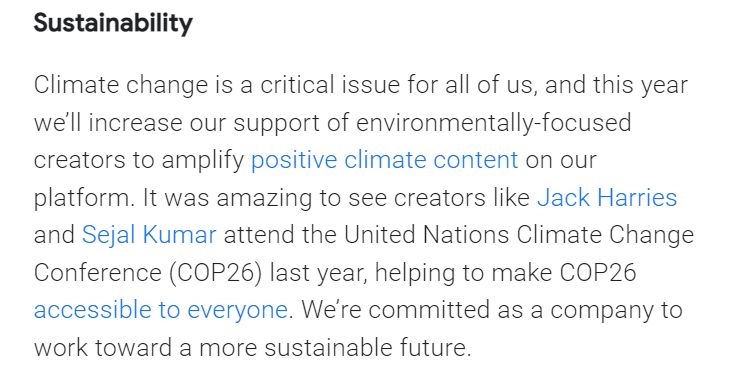 Sustainability
Climate change is a critical issue for all of us, and this year
we’ll increase our support of environmentally-focused
creators to amplify positive climate content on our
platform. It was amazing to see creators like Jack Harries
and Sejal Kumar attend the United Nations Climate Change
Conference (COP26) last year, helping to make COP26
accessible to everyone. We’re committed as a company to
work toward a more sustainable future.